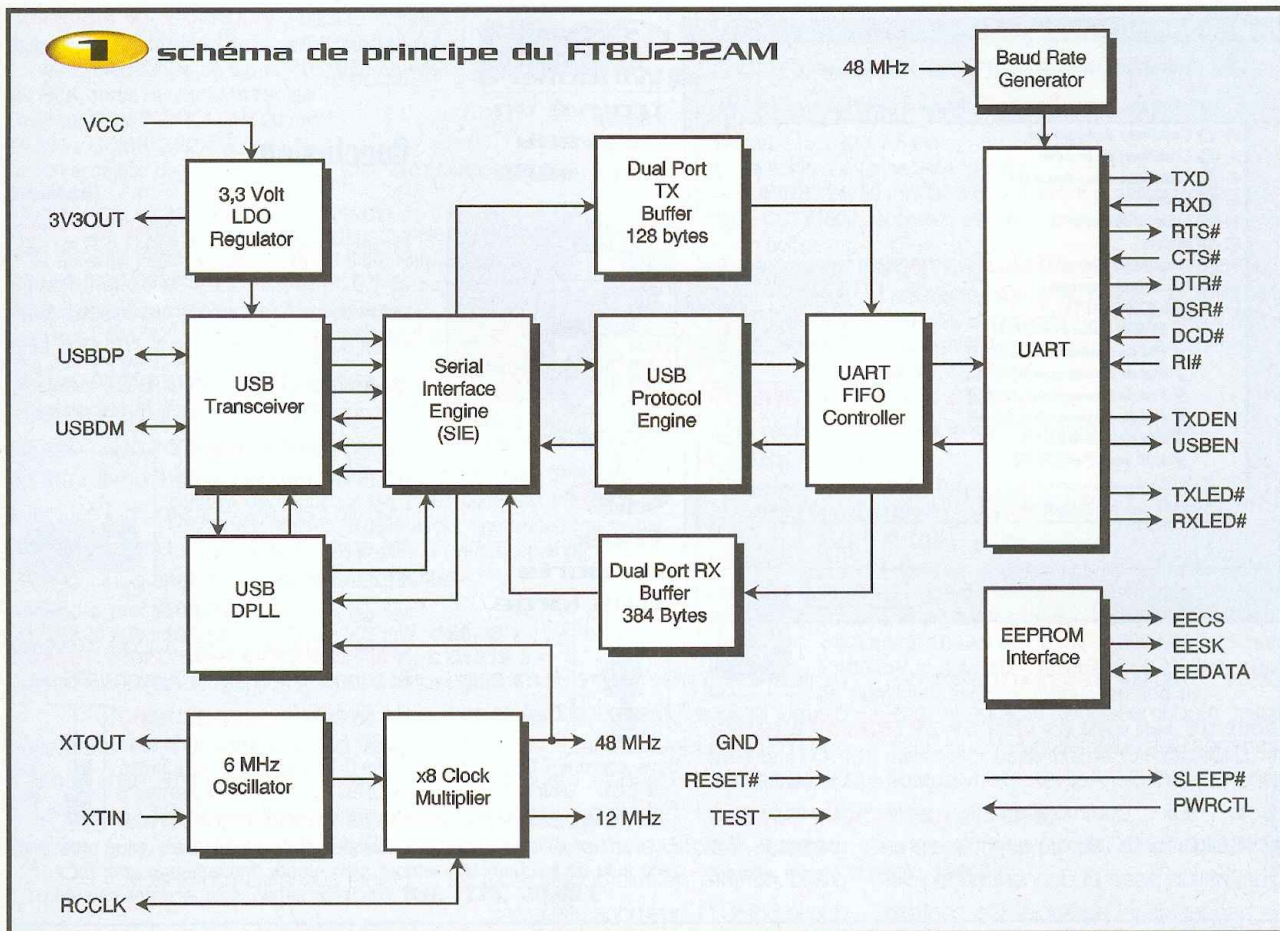 1 schéma de principe du FT8U232AM
48 MHz
Baud Rate
Generator
VCC
3,3 Volt
LDO
Regulator
3V3OUT
Dual Port
TX
Buffer
128 bytes
TXD
RXD
RTS#
CTS#
DTR#
DSR#
DCD#
RI#
UART
TXDEN
USBEN
TXLED#
RXLED#
USBDP
USBDM
USB
Transceiver
Serial
Interface
Engine
(SIE)
USB
Protocol
Engine
UART
FIFO
Controller
USB
DPLL
Dual Port RX
Buffer
384 Bytes
EEPROM
Interface
EECS
EESK
EEDATA
XTOUT
XTIN
6 MHz
Oscillator
x8 Clock
Multiplier
48 MHz
12 MHz
GND
RESET#
TEST
SLEEP#
PWRCTL
RCCLK